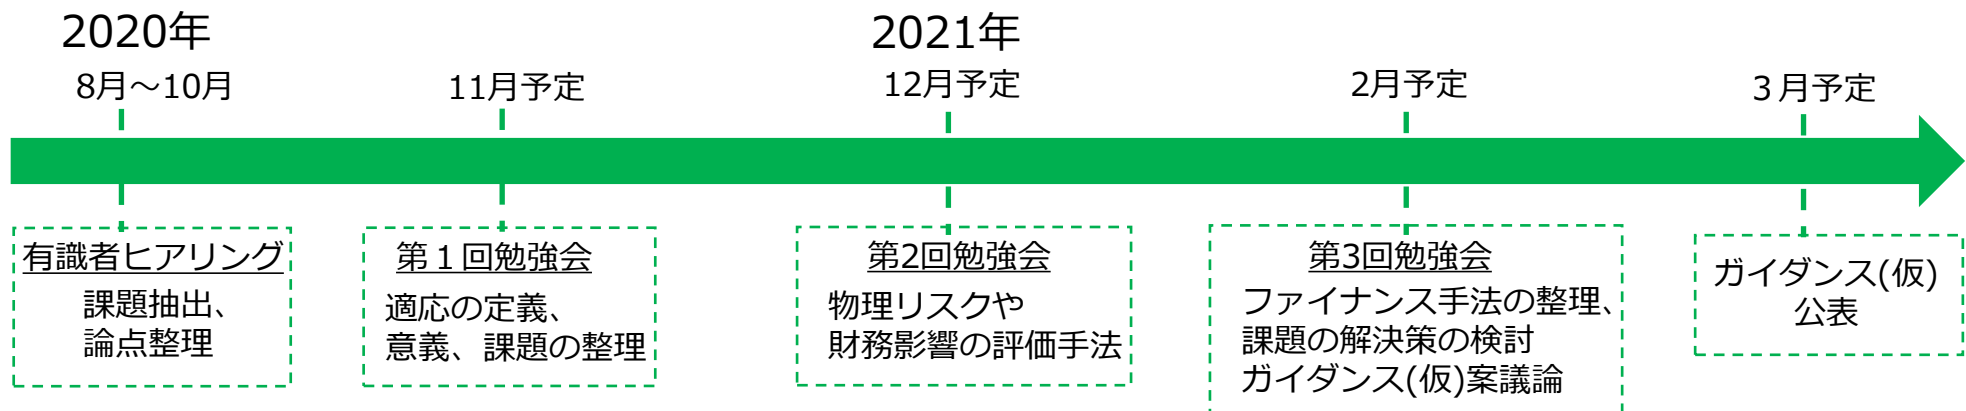 2020年
2021年
8月～10月
11月予定
12月予定
2月予定
３月予定
有識者ヒアリング
課題抽出、
論点整理
第１回勉強会
適応の定義、
意義、課題の整理
第2回勉強会
物理リスクや
財務影響の評価手法
第3回勉強会
ファイナンス手法の整理、
課題の解決策の検討
ガイダンス(仮)案議論
ガイダンス(仮)
公表